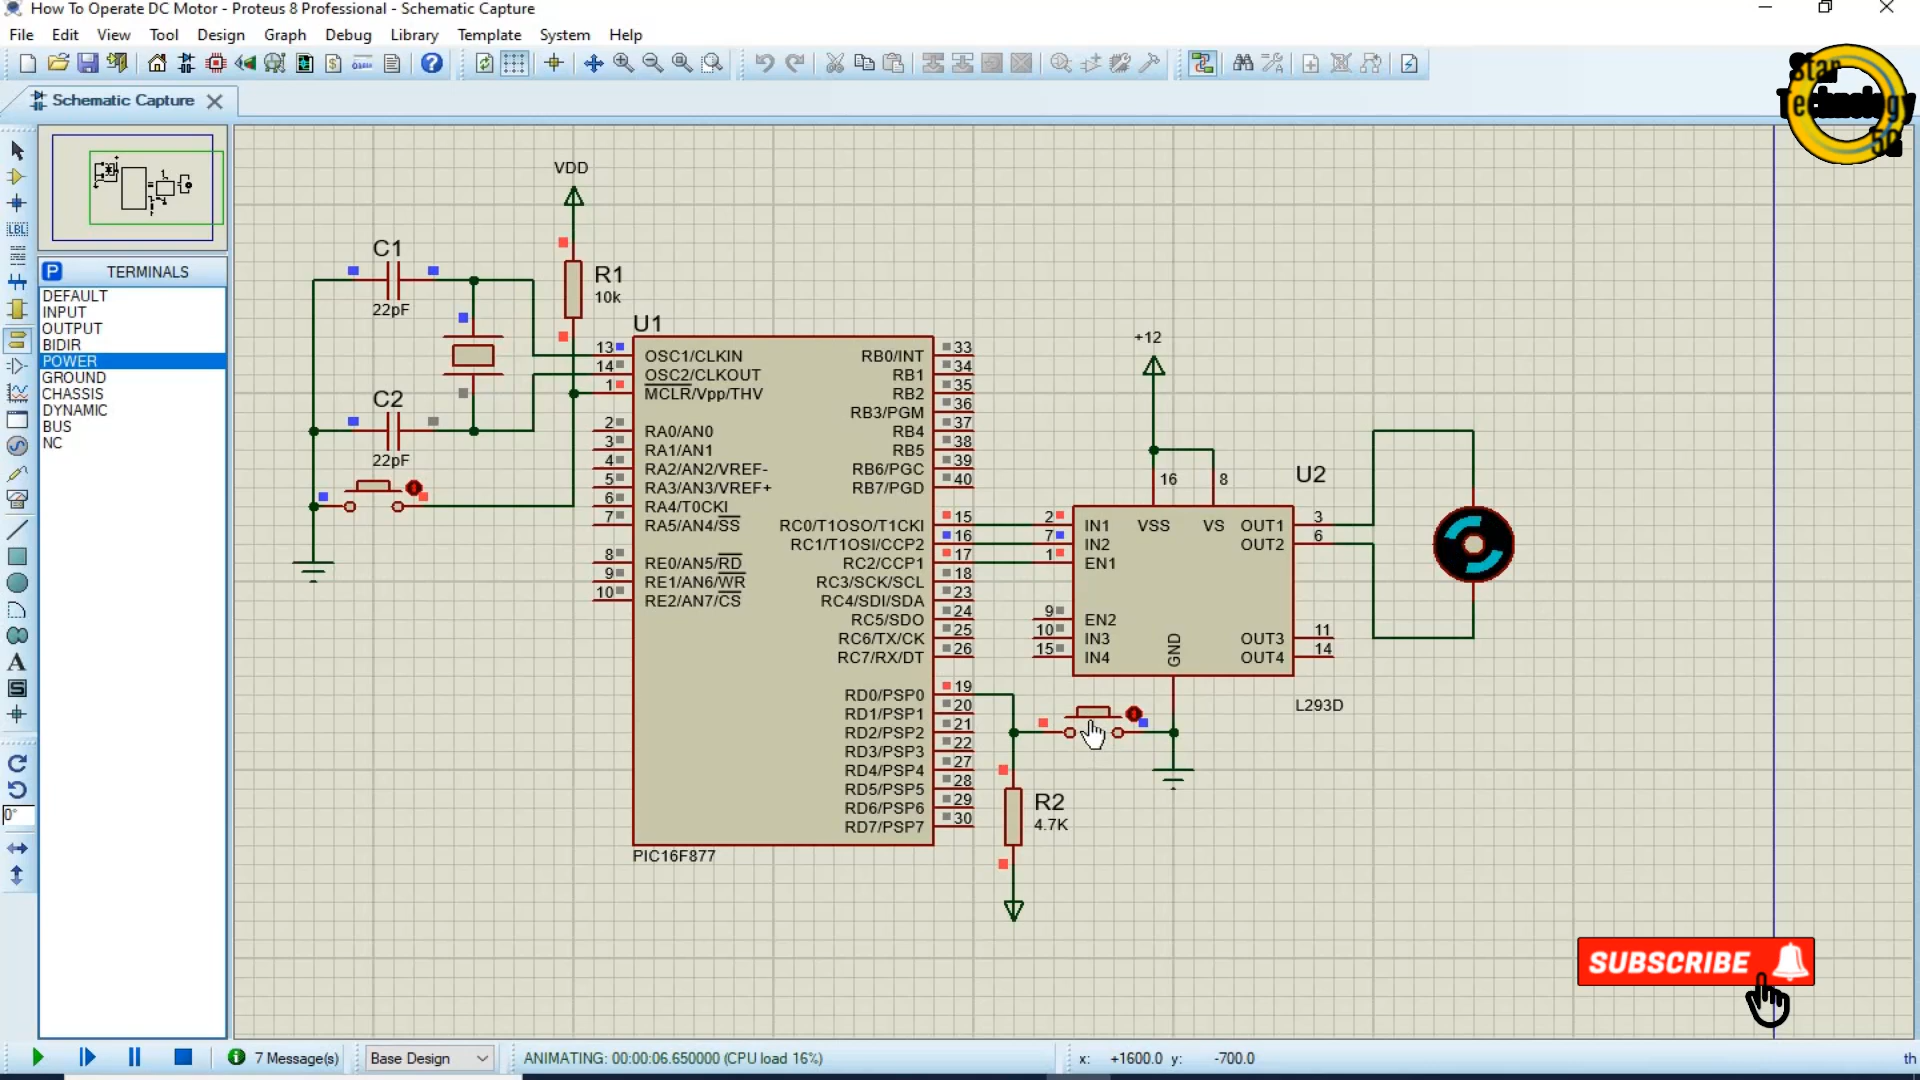 How To Operate DC Motor - Proteus 8 Professional - Schematic Capture
File Edit View Tool Design Graph Debug Library Template System Help
Schematic Capture
Star
Technology
50
LBL
P TERMINALS
DEFAULT
INPUT
OUTPUT
BIDIR
POWER
GROUND
CHASSIS
DYNAMIC
BUS
NC
A
S
0°
VDD
C1
22pF
R1
10k
C2
22pF
U1
13 OSC1/CLKIN
14 OSC2/CLKOUT
1 MCLR/Vpp/THV
2 RA0/AN0
3 RA1/AN1
4 RA2/AN2/VREF-
5 RA3/AN3/VREF+
6 RA4/T0CKI
7 RA5/AN4/SS
8 RE0/AN5/RD
9 RE1/AN6/WR
10 RE2/AN7/CS
RB0/INT 33
RB1 34
RB2 35
RB3/PGM 36
RB4 37
RB5 38
RB6/PGC 39
RB7/PGD 40
RC0/T1OSO/T1CKI 15
RC1/T1OSI/CCP2 16
RC2/CCP1 17
RC3/SCK/SCL 18
RC4/SDI/SDA 23
RC5/SDO 24
RC6/TX/CK 25
RC7/RX/DT 26
RD0/PSP0 19
RD1/PSP1 20
RD2/PSP2 21
RD3/PSP3 22
RD4/PSP4 27
RD5/PSP5 28
RD6/PSP6 29
RD7/PSP7 30
PIC16F877
+12
16 8
U2
2 IN1 VSS VS OUT1 3
7 IN2 OUT2 6
1 EN1
9 EN2
10 IN3 OUT3 11
15 IN4 OUT4 14
GND
L293D
R2
4.7K
SUBSCRIBE
7 Message(s)
Base Design
ANIMATING: 00:00:06.650000 (CPU load 16%)
x: +1600.0 y: -700.0
th